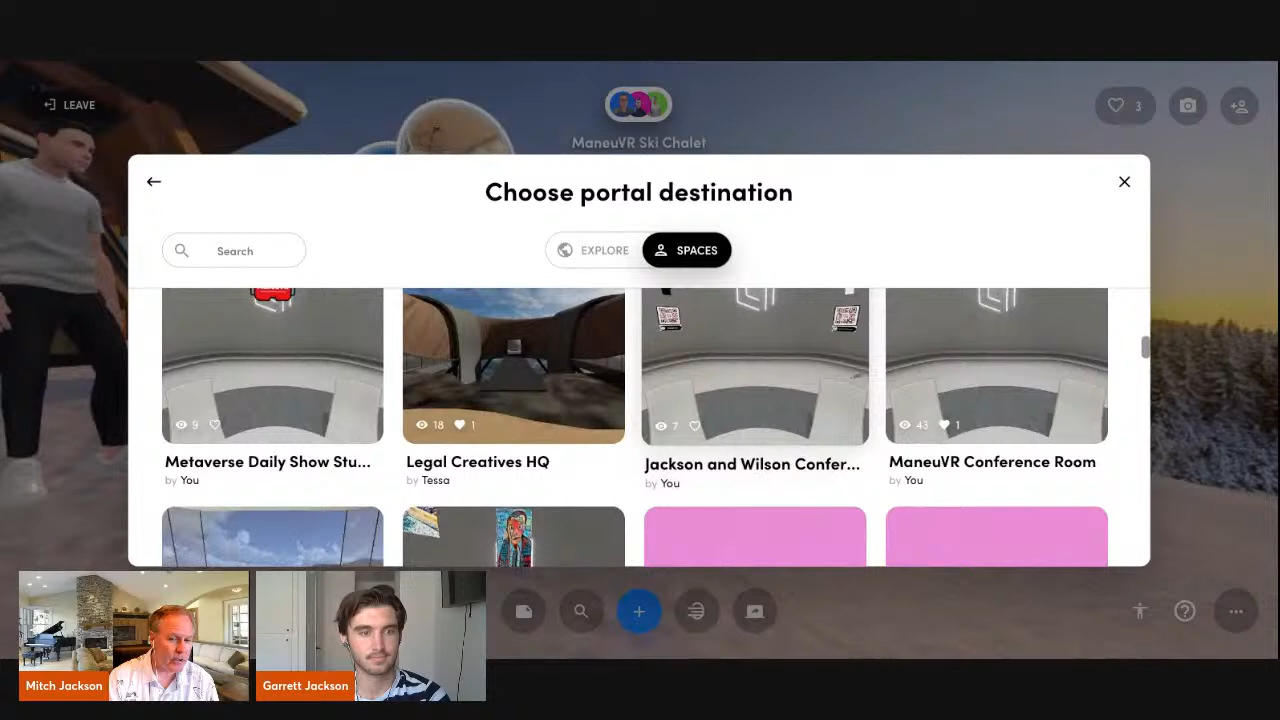 LEAVE
3
ManeuVR Ski Chalet
Choose portal destination
Search
EXPLORE
SPACES
9
18
1
7
43
1
Metaverse Daily Show Stu...
by You
Legal Creatives HQ
by Tessa
Jackson and Wilson Confer...
by You
ManeuVR Conference Room
by You
Mitch Jackson
Garrett Jackson